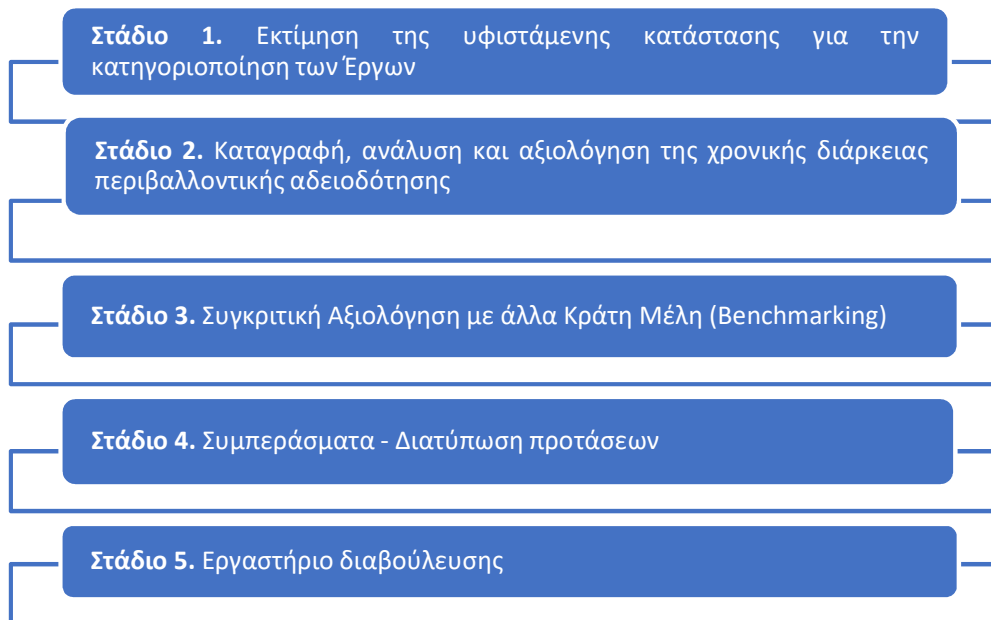 Στάδιο 1. Εκτίμηση της υφιστάμενης κατάστασης για την
κατηγοριοποίηση των Έργων
Στάδιο 2. Καταγραφή, ανάλυση και αξιολόγηση της χρονικής διάρκειας
περιβαλλοντικής αδειοδότησης
Στάδιο 3. Συγκριτική Αξιολόγηση με άλλα Κράτη Μέλη (Benchmarking)
Στάδιο 4. Συμπεράσματα - Διατύπωση προτάσεων
Στάδιο 5. Εργαστήριο διαβούλευσης